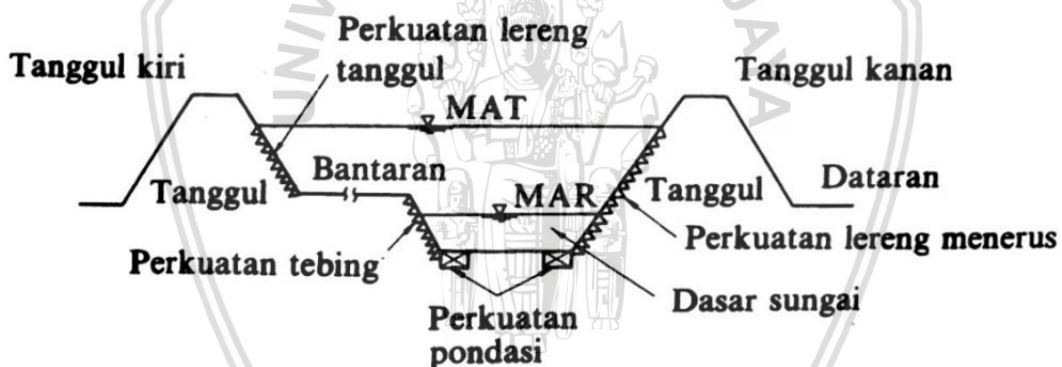 Perkuatan lereng
tanggul
Tanggul kiri
Tanggul kanan
MAT
Bantaran
Tanggul
MAR
Tanggul
Dataran
Perkuatan tebing
Perkuatan lereng menerus
Dasar sungai
Perkuatan
pondasi